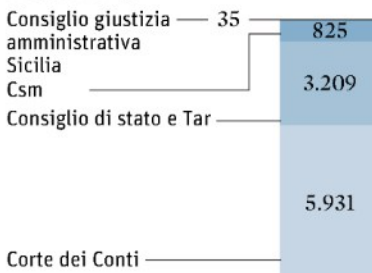 Consiglio giustizia 35
amministrativa
Sicilia
Csm
825
3.209
Consiglio di stato e Tar
5.931
Corte dei Conti